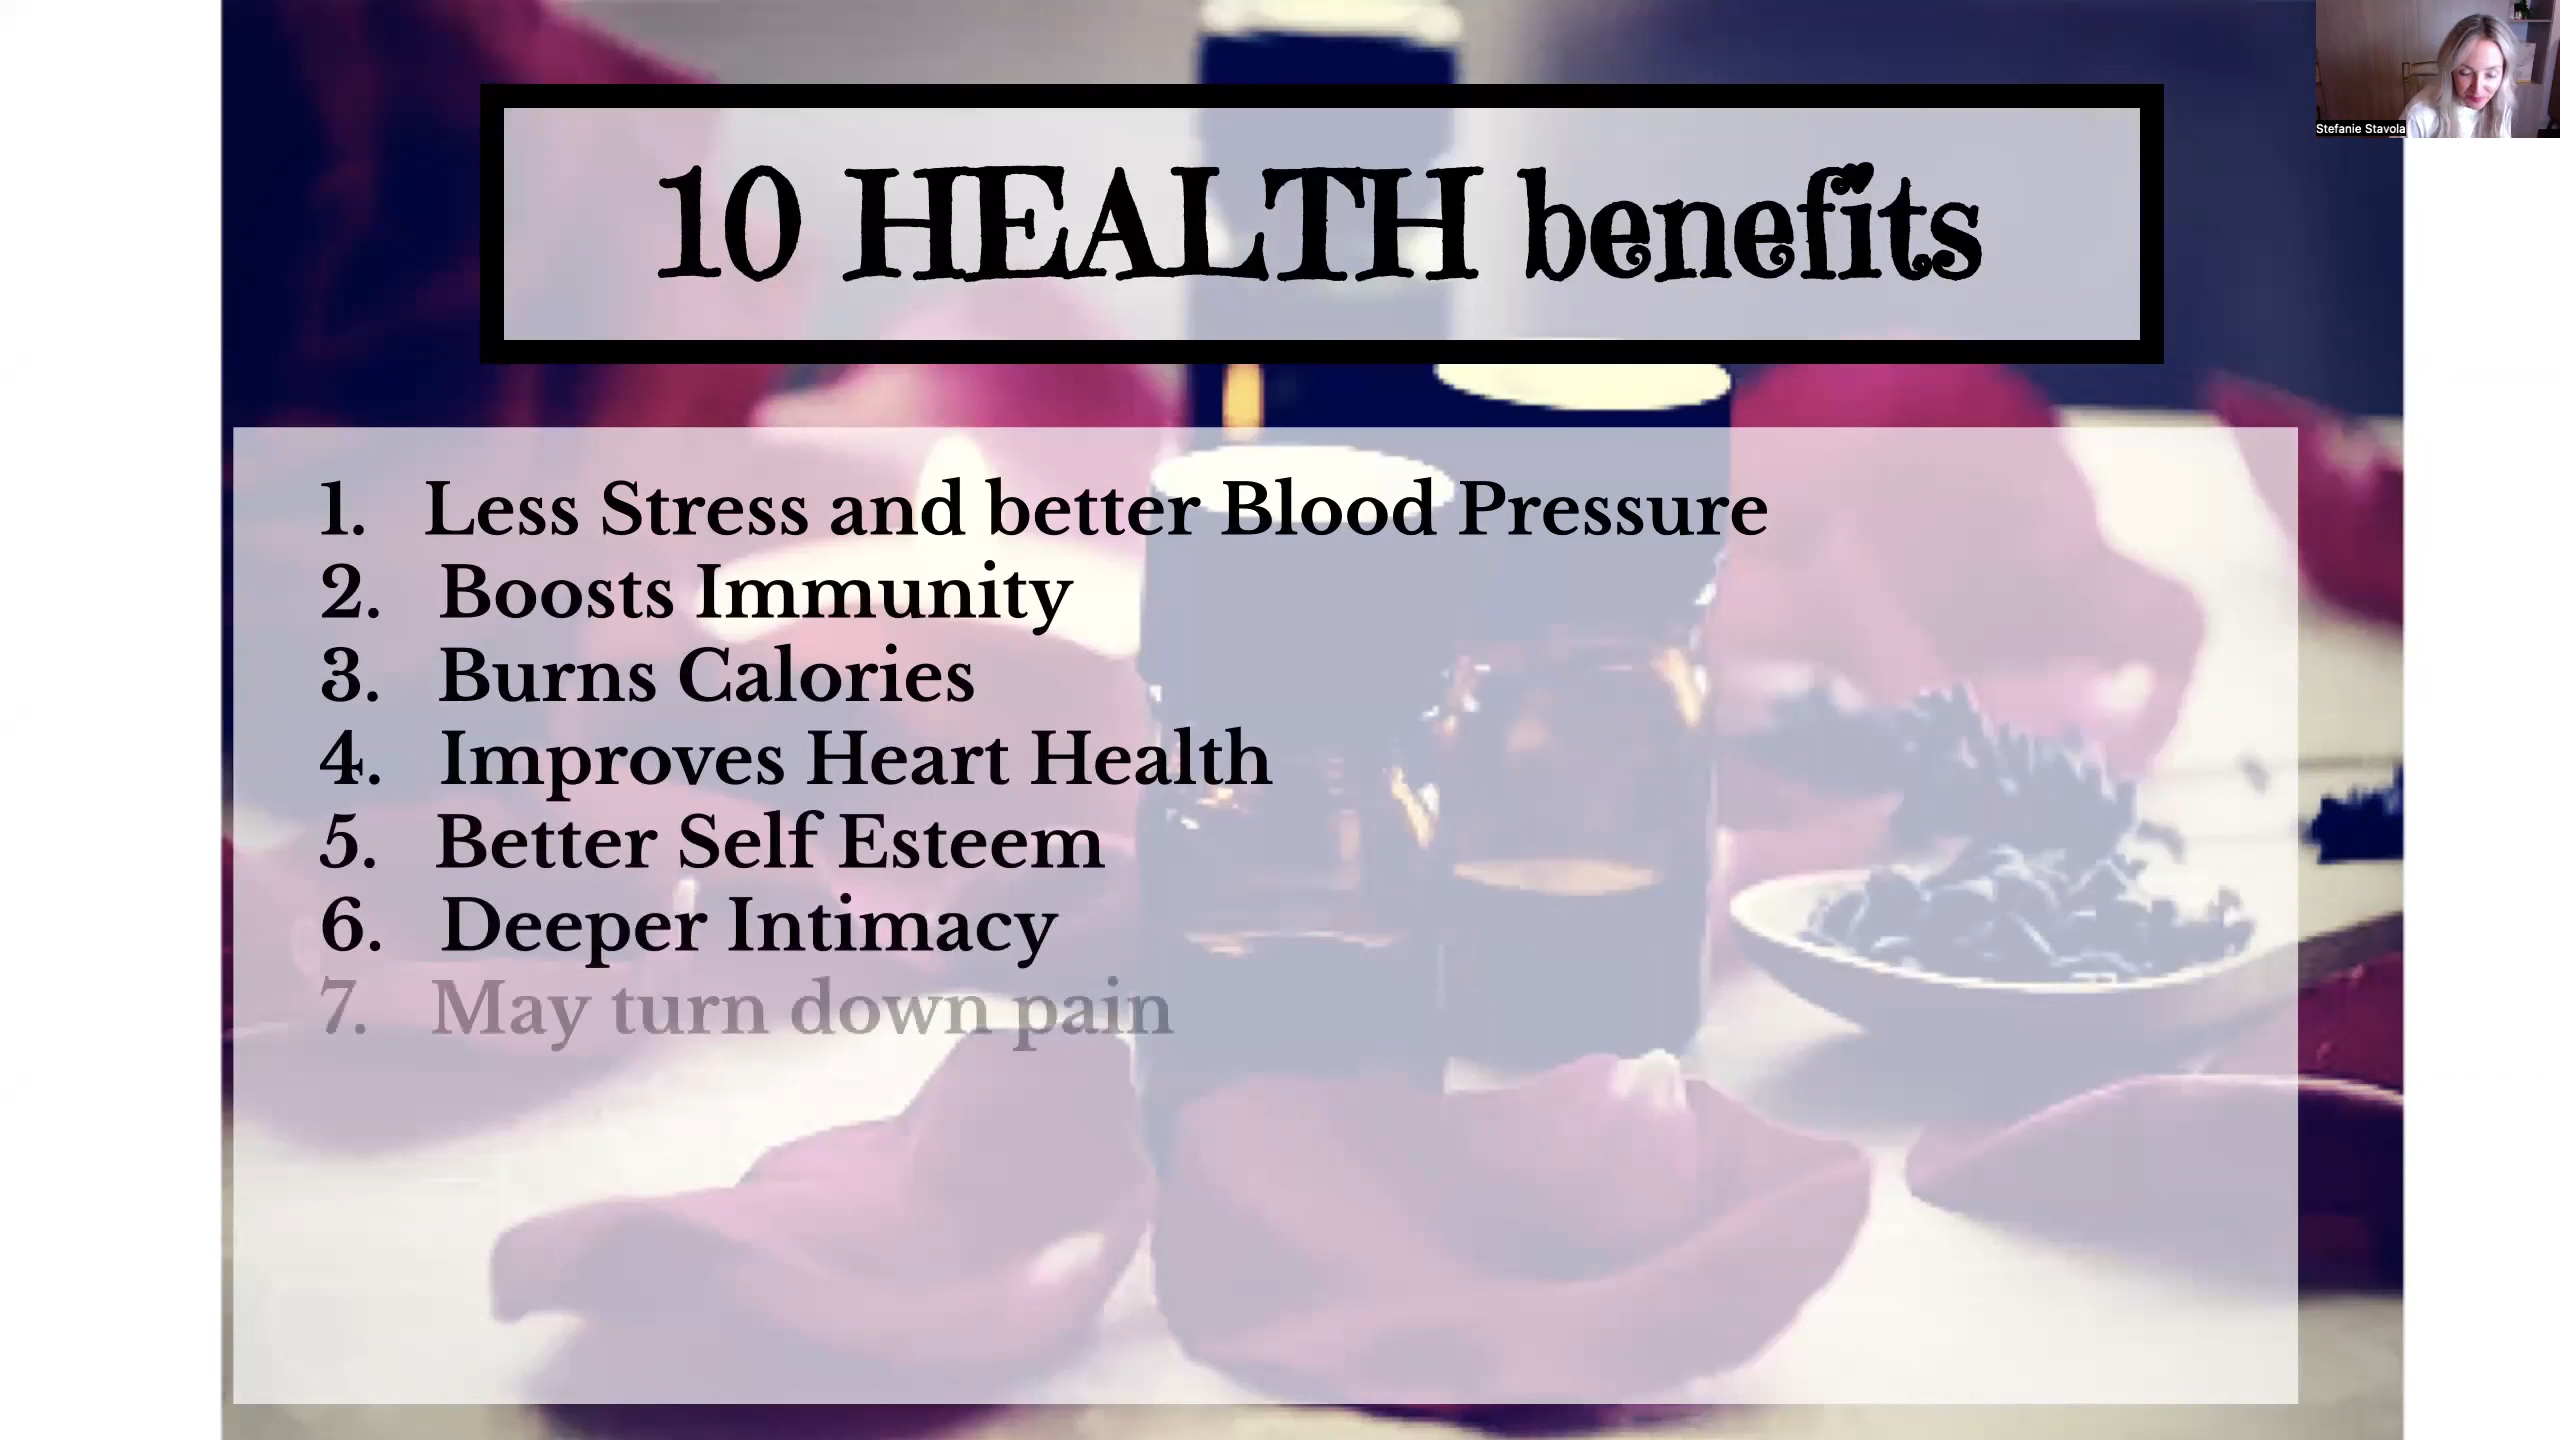 10 HEALTH benefits
Stefanie Stavola
1. Less Stress and better Blood Pressure
2. Boosts Immunity
3. Burns Calories
4. Improves Heart Health
5. Better Self Esteem
6. Deeper Intimacy
7. May turn down pain